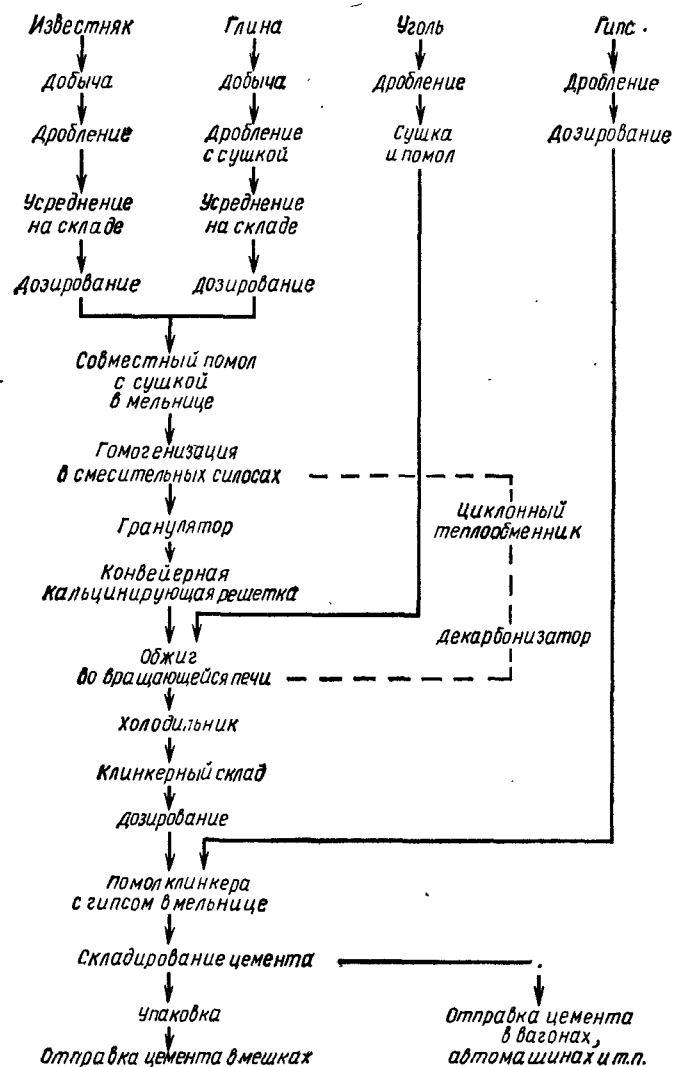 Известняк
Глина
Уголь
Гипс.
Добыча
Добыча
Дробление
Дробление
Дробление
Дробление
с сушкой
Сушка
и помол
Дозирование
Усреднение
на складе
Усреднение
на складе
Дозирование
Дозирование
Совместный помол
с сушкой
в мельнице
Гомогенизация
в смесительных силосах
Циклонный
теплообменник
Гранулятор
Конвейерная
кальцинирующая решетка
Декарбонизатор
Обжиг
во вращающейся печи
Холодильник
Клинкерный склад
Дозирование
Помол клинкера
с гипсом в мельнице
Складирование цемента
Упаковка
Отправка цемента в мешках
Отправка цемента
в вагонах,
автомашинах и т.п.